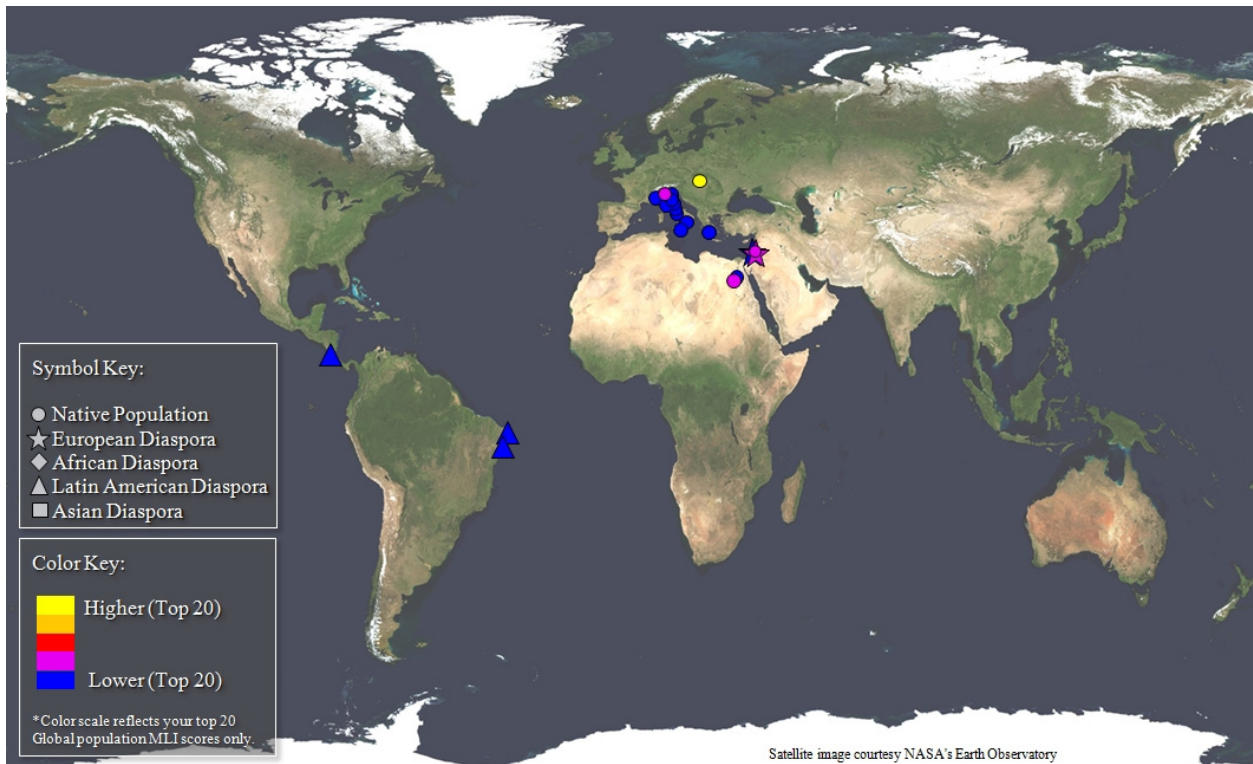 Symbol Key:
Native Population
European Diaspora
African Diaspora
Latin American Diaspora
Asian Diaspora
Color Key:
Higher (Top 20)
Lower (Top 20)
*Color scale reflects your top 20
Global population MLI scores only.
Satellite image courtesy NASA's Earth Observatory